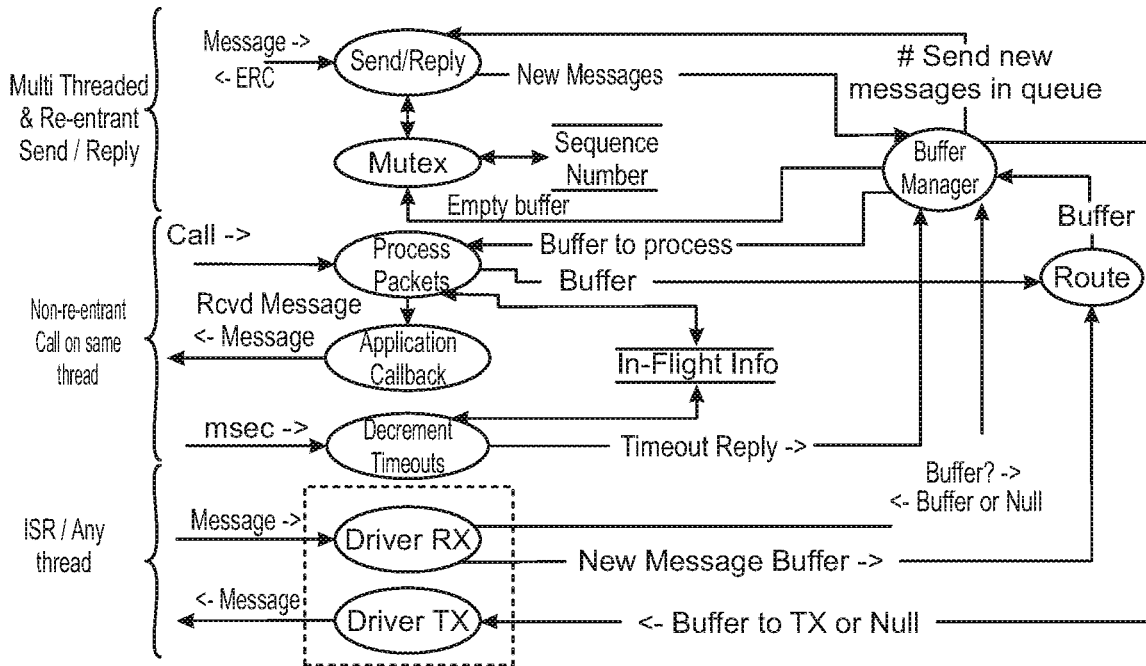 Message ->
<- ERC
Send/Reply
New Messages
# Send new
messages in queue
Multi Threaded
& Re-entrant
Send / Reply
Mutex
Sequence
Number
Buffer
Manager
Empty buffer
Call ->
Process
Packets
Buffer to process
Buffer
Buffer
Route
Non-re-entrant
Call on same
thread
Rcvd Message
<- Message
Application
Callback
In-Flight Info
msec ->
Decrement
Timeouts
Timeout Reply ->
Buffer? ->
<- Buffer or Null
ISR / Any
thread
Message ->
Driver RX
New Message Buffer ->
<- Message
Driver TX
<- Buffer to TX or Null